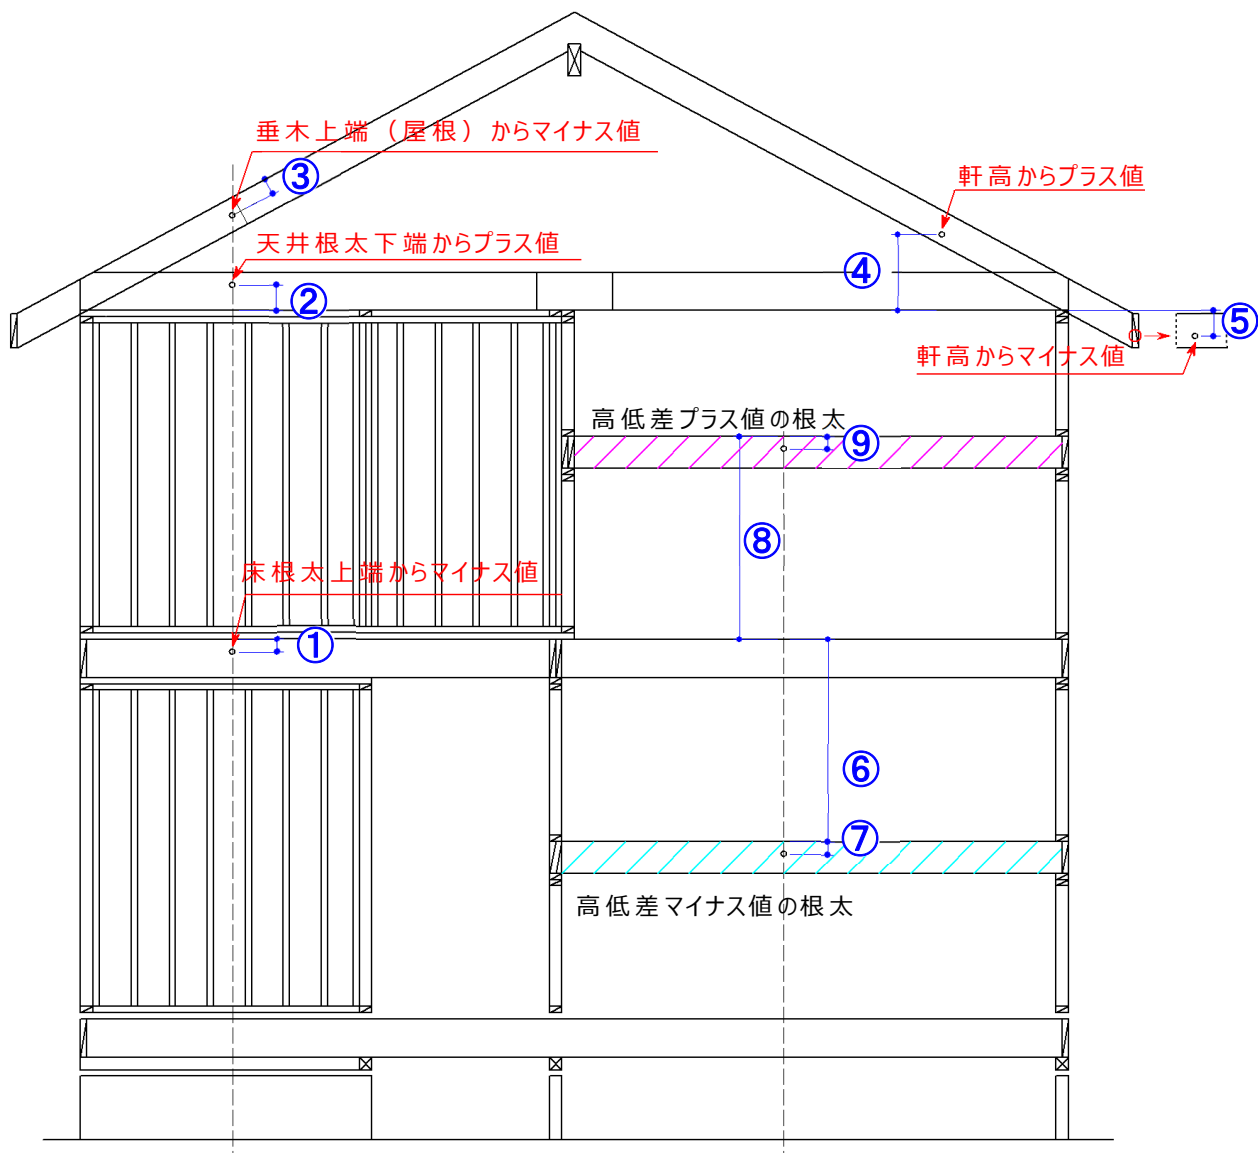 垂木上端（屋根）からマイナス値
③
軒高からプラス値
天井根太下端からプラス値
④
②
⑤
軒高からマイナス値
高低差プラス値の根太
⑨
⑧
床根太上端からマイナス値
①
⑥
⑦
高低差マイナス値の根太